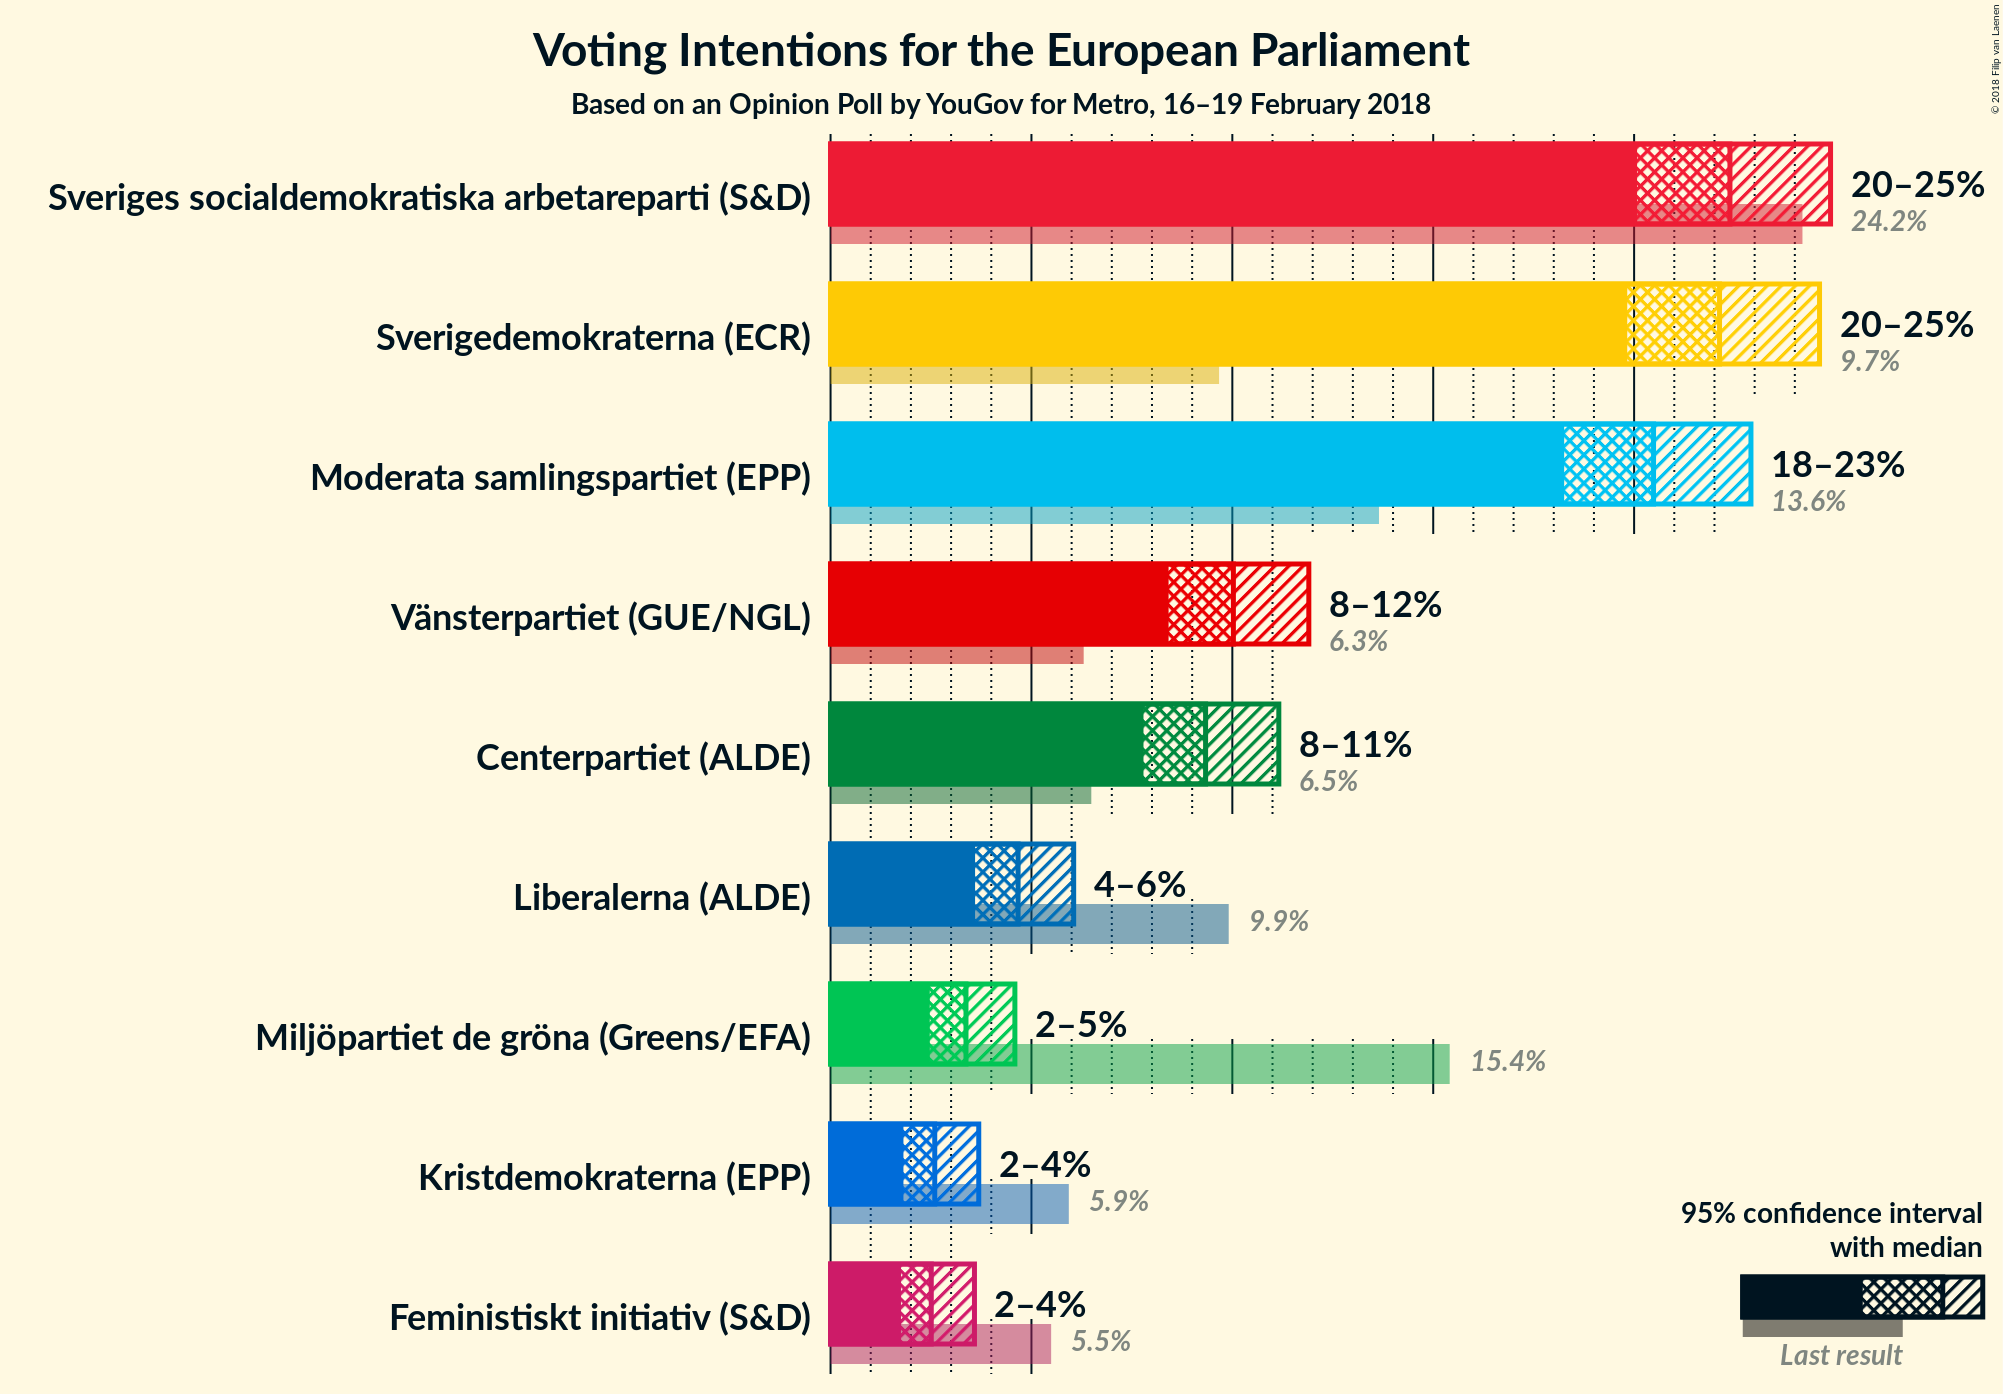 Voting Intentions for the European Parliament
Based on an Opinion Poll by YouGov for Metro, 16–19 February 2018
© 2018 Filip van Laenen
Sveriges socialdemokratiska arbetareparti (S&D)
20–25%
24.2%
Sverigedemokraterna (ECR)
20–25%
9.7%
Moderata samlingspartiet (EPP)
18–23%
13.6%
Vänsterpartiet (GUE/NGL)
8–12%
6.3%
Centerpartiet (ALDE)
8–11%
6.5%
Liberalerna (ALDE)
4–6%
9.9%
Miljöpartiet de gröna (Greens/EFA)
2–5%
15.4%
Kristdemokraterna (EPP)
2–4%
5.9%
Feministiskt initiativ (S&D)
2–4%
5.5%
95% confidence interval
with median
Last result